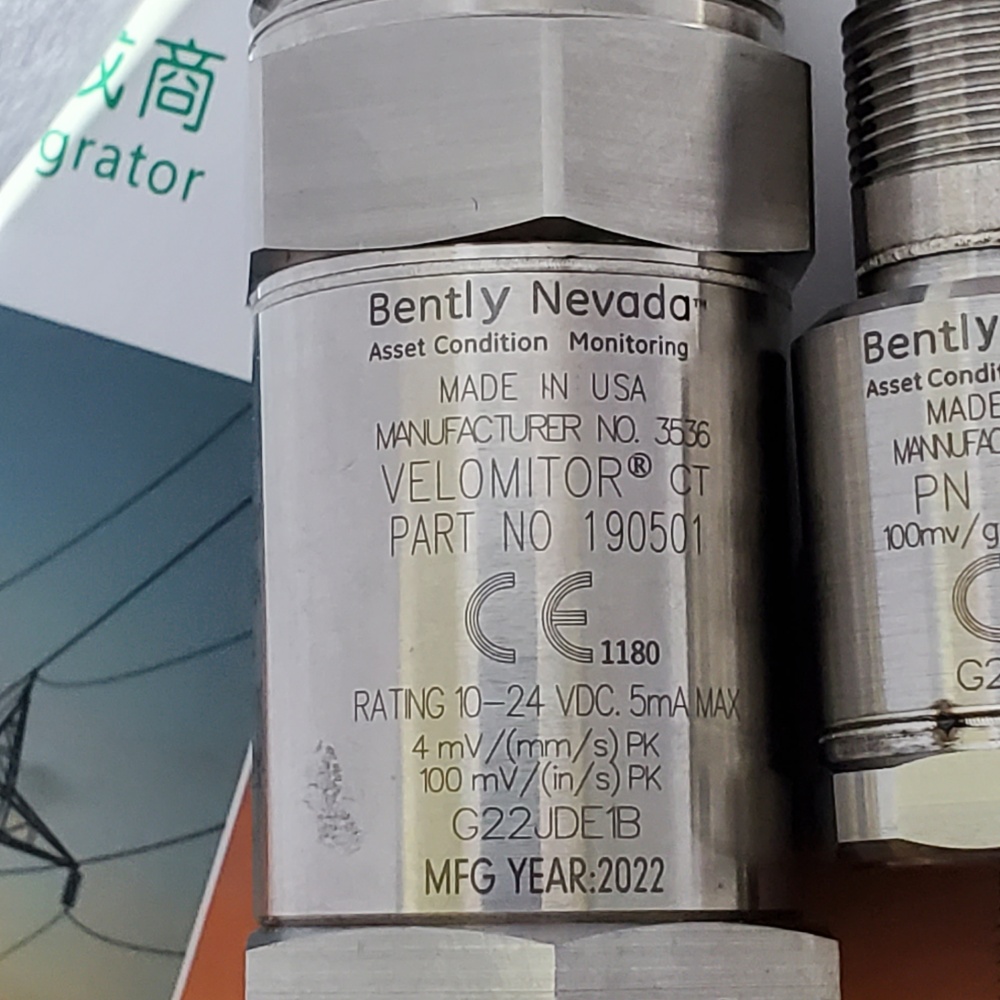 商
grator
Bently Nevada™
Asset Condition Monitoring
MADE IN USA
MANUFACTURER NO. 3536
VELOMITOR® CT
PART NO 190501
CE 1180
RATING 10-24 VDC. 5mA MAX
4 mV/(mm/s) PK
100 mV/(in/s) PK
G22JDE1B
MFG YEAR:2022
Bently
Asset Condit
MADE
MANNUFAC
PN
100mv/g
C
G2